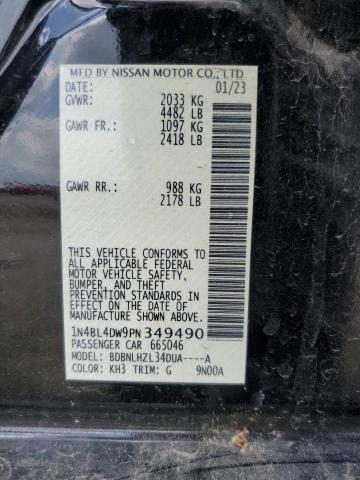 MFD BY NISSAN MOTOR CO., LTD.
DATE: 01/23
GVWR: 2033 KG
4482 LB
GAWR FR.: 1097 KG
2418 LB
GAWR RR.: 988 KG
2178 LB
THIS VEHICLE CONFORMS TO
ALL APPLICABLE FEDERAL
MOTOR VEHICLE SAFETY,
BUMPER, AND THEFT
PREVENTION STANDARDS
IN EFFECT ON THE DATE OF
MANUFACTURE SHOWN ABOVE.
1N4BL4DW9PN 349490
PASSENGER CAR 665046
MODEL: BDBNLHZL34DUA----A
COLOR: KH3 TRIM: G 9N00A